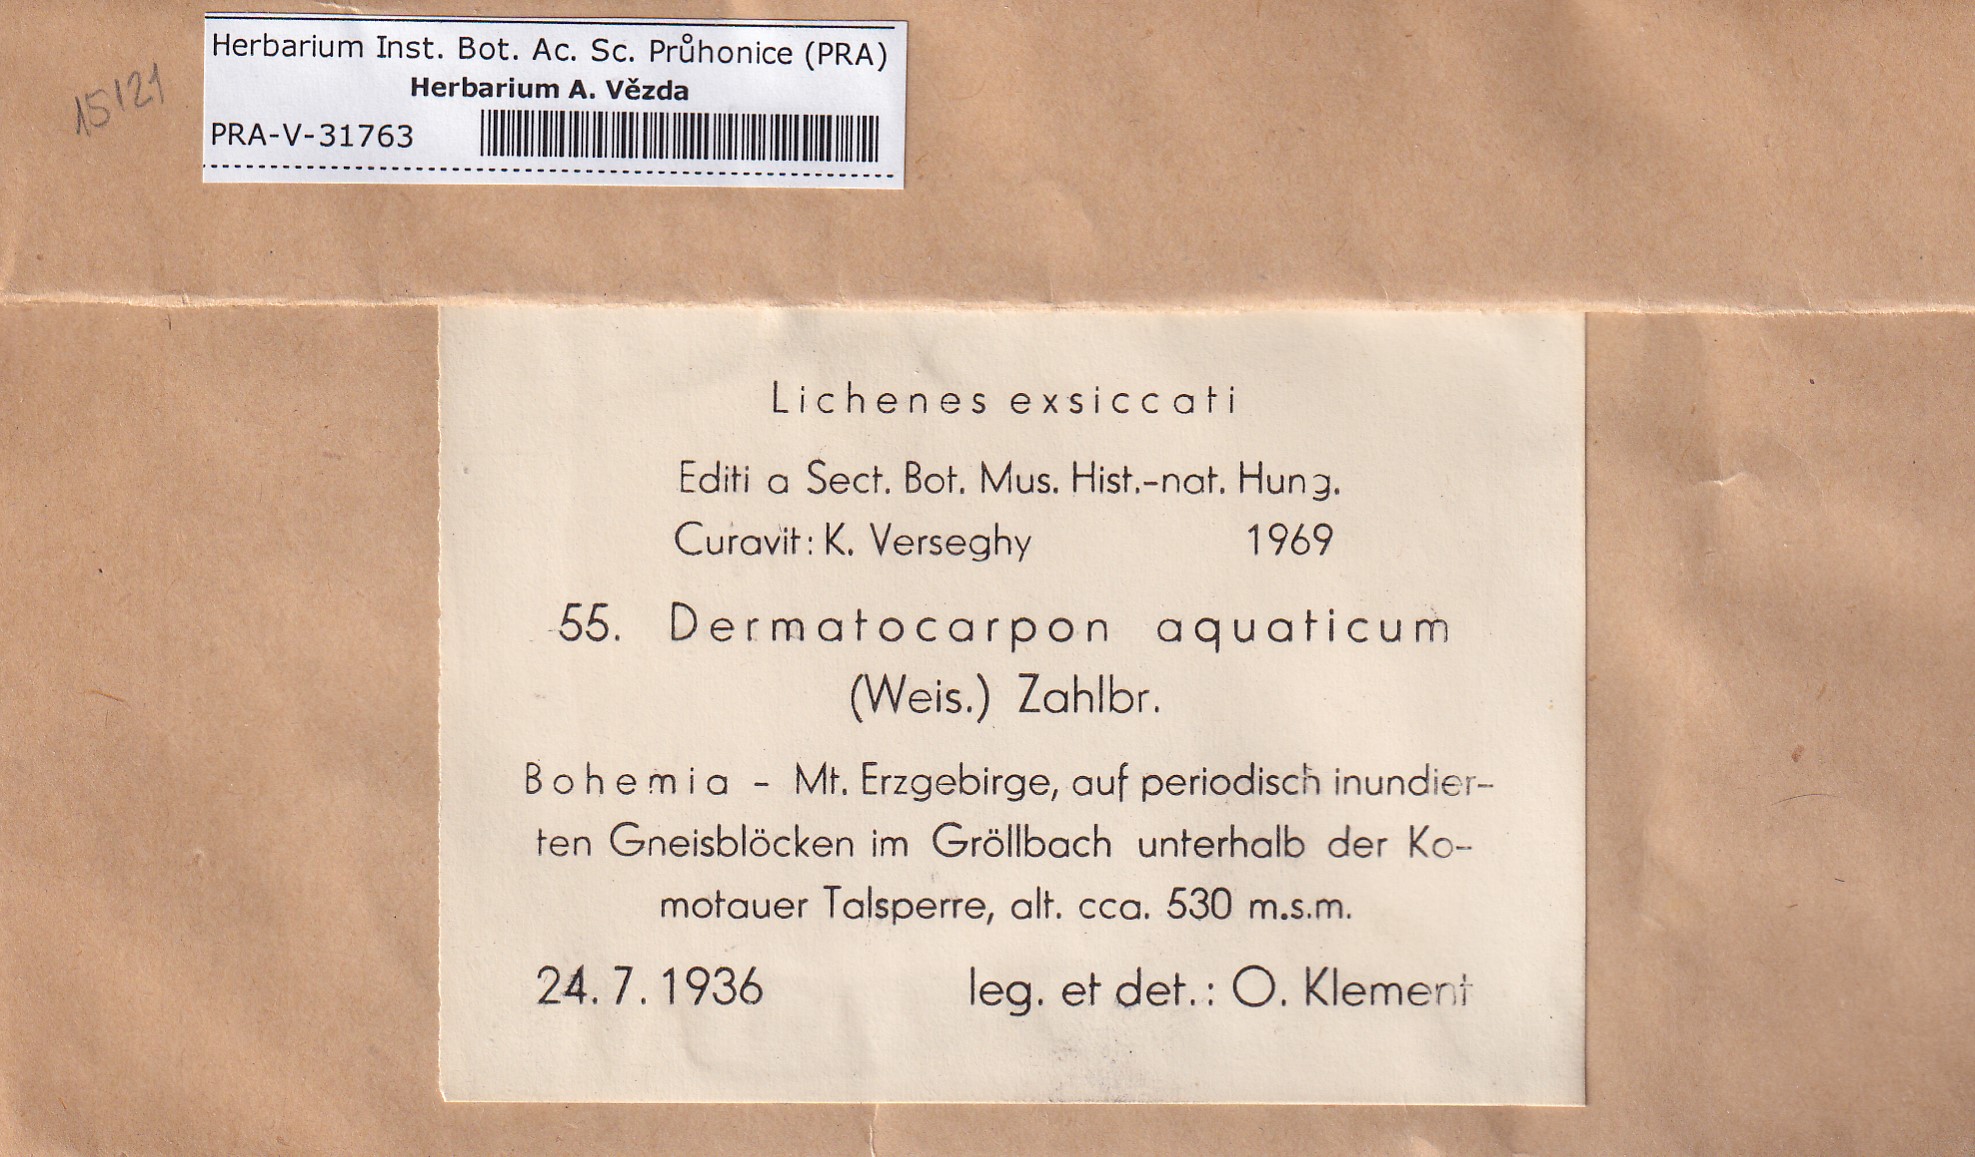 15121
Herbarium Inst. Bot. Ac. Sc. Průhonice (PRA)
Herbarium A. Vězda
PRA-V-31763
Lichenes exsiccati
Editi a Sect. Bot. Mus. Hist.-nat. Hung.
Curavit: K. Verseghy 1969
55. Dermatocarpon aquaticum
(Weis.) Zahlbr.
Bohemia - Mt. Erzgebirge, auf periodisch inundier-
ten Gneisblöcken im Gröllbach unterhalb der Ko-
motauer Talsperre, alt. cca. 530 m.s.m.
24.7.1936 leg. et det.: O. Klement